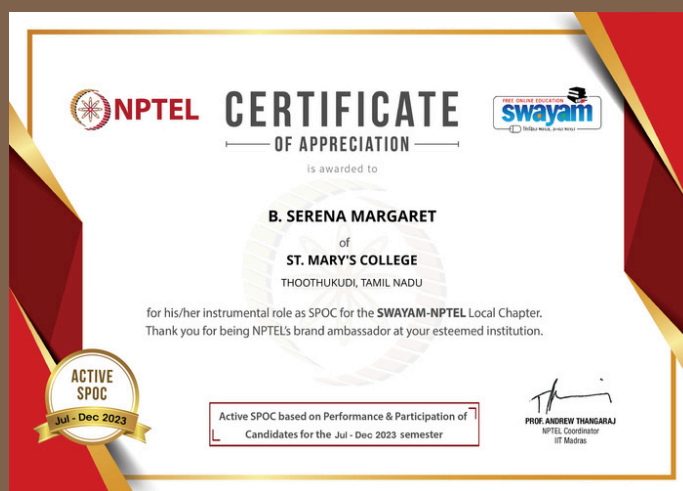 NPTEL
CERTIFICATE
OF APPRECIATION
FREE ONLINE EDUCATION
swayam
is awarded to
B. SERENA MARGARET
of
ST. MARY'S COLLEGE
THOOTHUKUDI, TAMIL NADU
for his/her instrumental role as SPOC for the SWAYAM-NPTEL Local Chapter.
Thank you for being NPTEL's brand ambassador at your esteemed institution.
ACTIVE
SPOC
Jul - Dec 2023
Active SPOC based on Performance & Participation of
Candidates for the Jul - Dec 2023 semester
PROF. ANDREW THANGARAJ
NPTEL Coordinator
IIT Madras